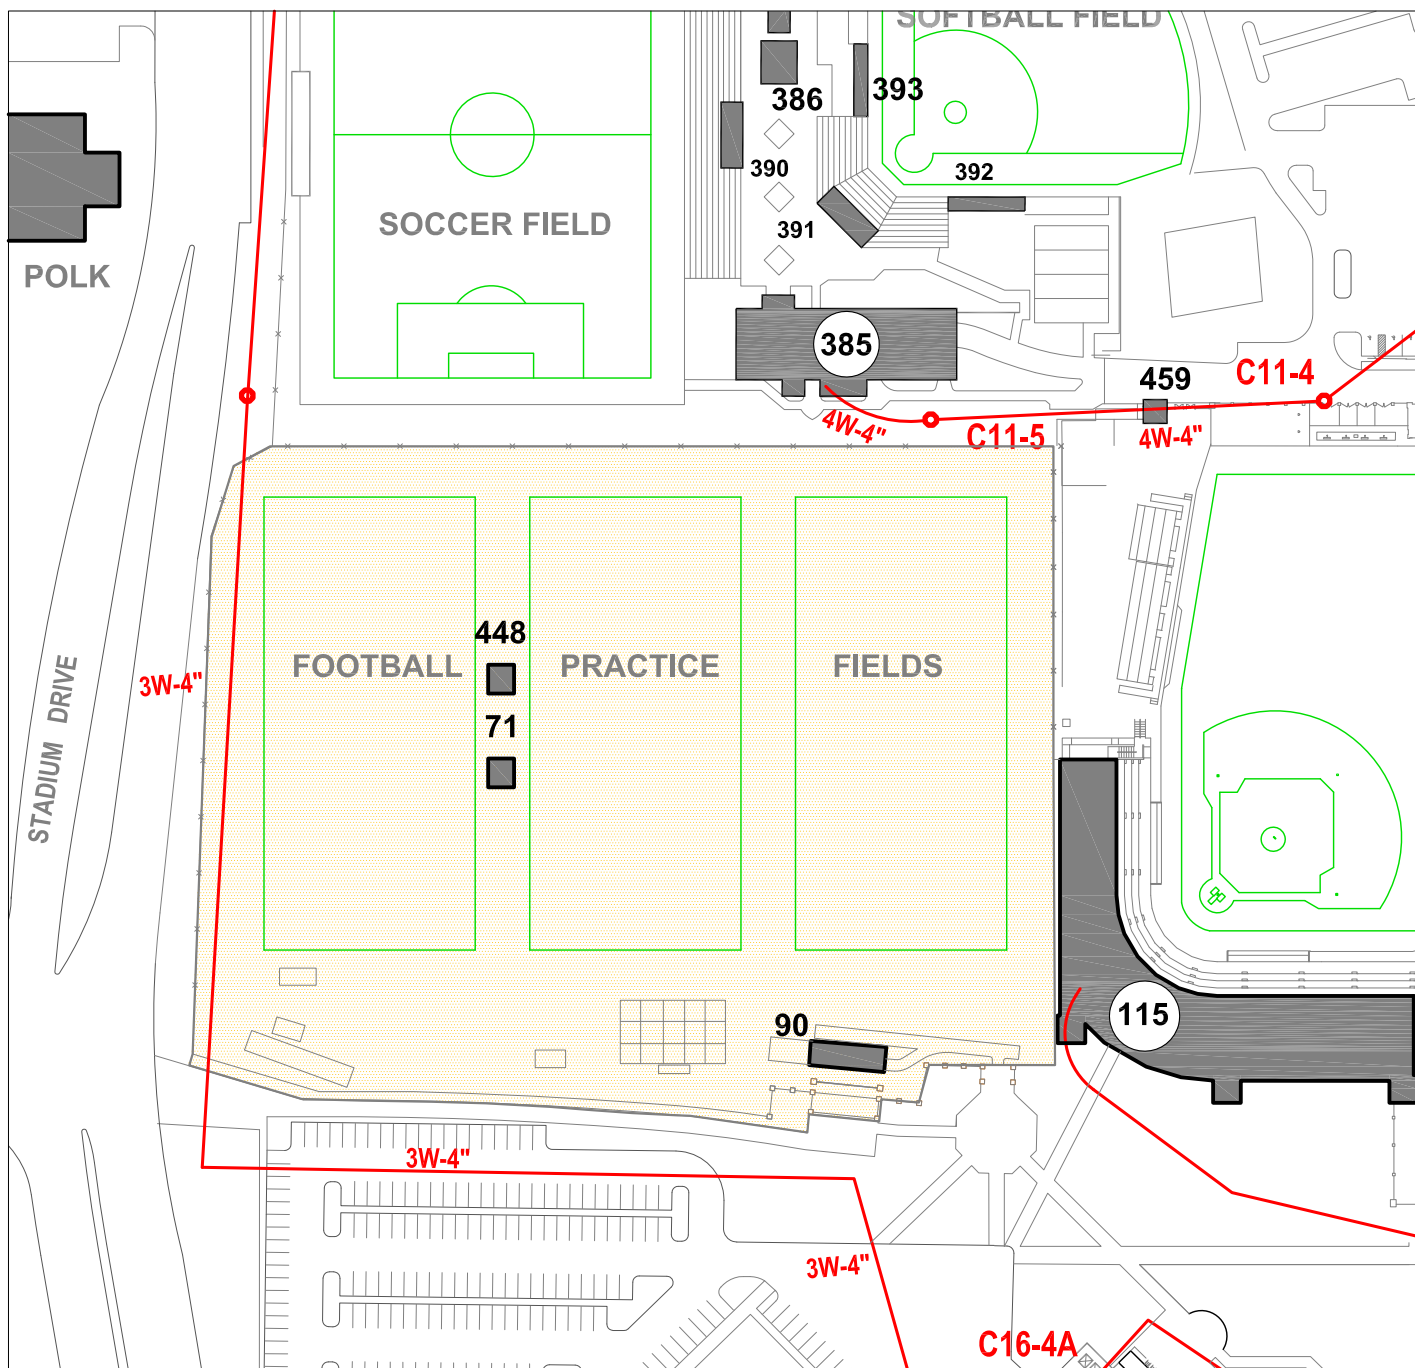 SOFTBALL FIELD
386
393
390
392
SOCCER FIELD
391
POLK
385
459
C11-4
4W-4"
C11-5
4W-4"
448
FOOTBALL
PRACTICE
FIELDS
3W-4"
71
STADIUM DRIVE
90
115
3W-4"
3W-4"
C16-4A